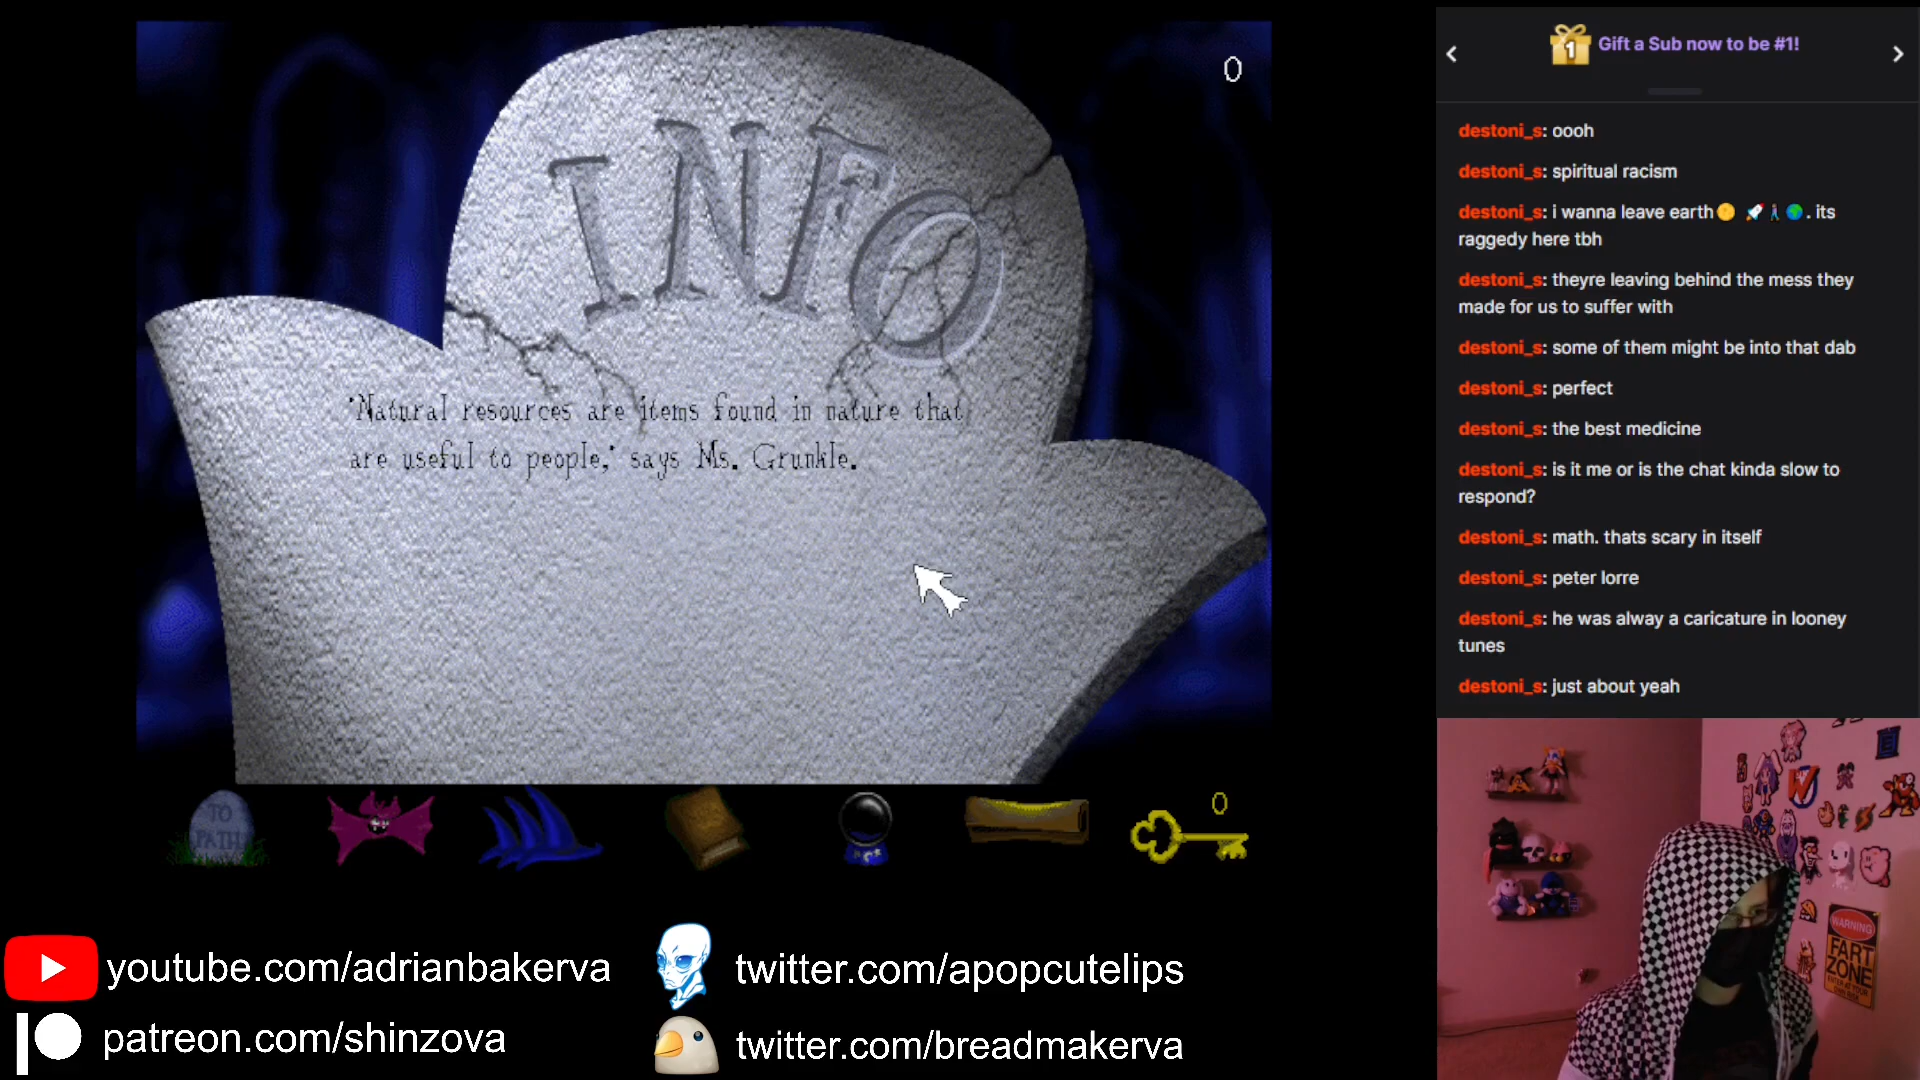 INFO
0
"Natural resources are items found in nature that
are useful to people," says Ms. Grunkle.
TO
PATH
0
youtube.com/adrianbakerva
twitter.com/apopcutelips
patreon.com/shinzova
twitter.com/breadmakerva
1
Gift a Sub now to be #1!
destoni_s: oooh
destoni_s: spiritual racism
destoni_s: i wanna leave earth🌕 🚀🚶🌍. its
raggedy here tbh
destoni_s: theyre leaving behind the mess they
made for us to suffer with
destoni_s: some of them might be into that dab
destoni_s: perfect
destoni_s: the best medicine
destoni_s: is it me or is the chat kinda slow to
respond?
destoni_s: math. thats scary in itself
destoni_s: peter lorre
destoni_s: he was alway a caricature in looney
tunes
destoni_s: just about yeah
WARNING
FART
ZONE